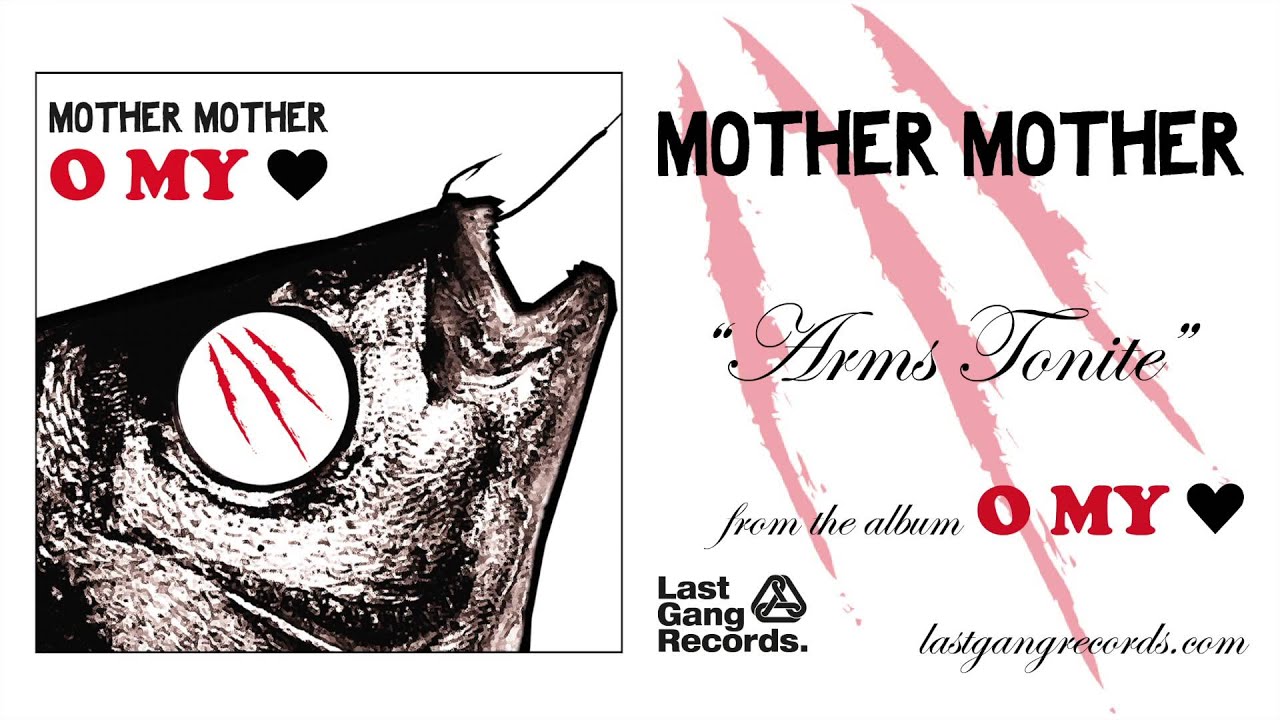 MOTHER MOTHER
O MY ♥
MOTHER MOTHER
“Arms Tonite”
from the album O MY ♥
Last
Gang
Records.
lastgangrecords.com